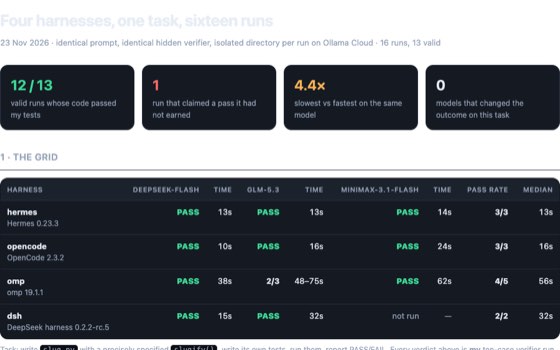 Four harnesses, one task, sixteen runs
23 Nov 2026 · identical prompt, identical hidden verifier, isolated directory per run on Ollama Cloud · 16 runs, 13 valid
12 / 13
valid runs whose code passed
my tests
1
run that claimed a pass it had
not earned
4.4×
slowest vs fastest on the same
model
0
models that changed the
outcome on this task
1 · THE GRID
HARNESS DEEPSEEK-FLASH TIME GLM-5.3 TIME MINIMAX-3.1-FLASH TIME PASS RATE MEDIAN
hermes PASS 13s PASS 13s PASS 14s 3/3 13s
Hermes 0.23.3
opencode PASS 10s PASS 16s PASS 24s 3/3 16s
OpenCode 2.3.2
omp PASS 38s 2/3 48–75s PASS 62s 4/5 56s
omp 19.1.1
dsh PASS 15s PASS 32s not run — 2/2 32s
DeepSeek harness 0.2.2-rc.5